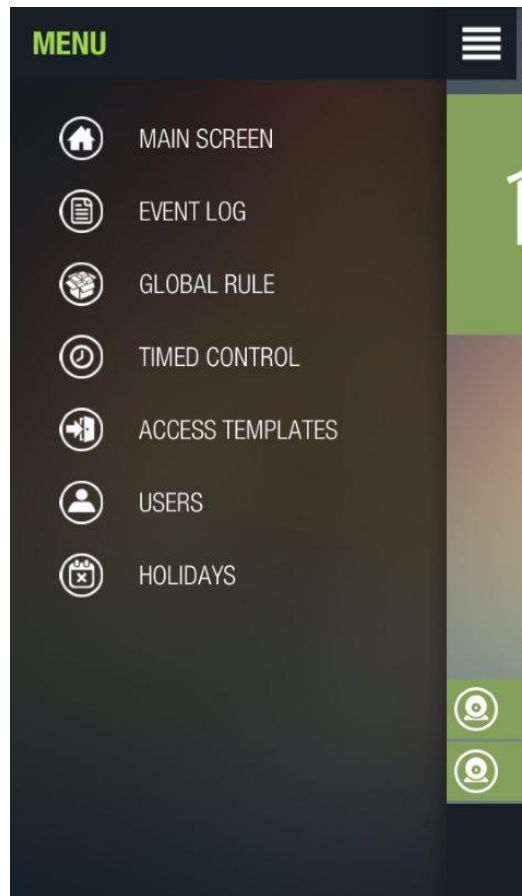 MENU
MAIN SCREEN
EVENT LOG
GLOBAL RULE
TIMED CONTROL
ACCESS TEMPLATES
USERS
HOLIDAYS